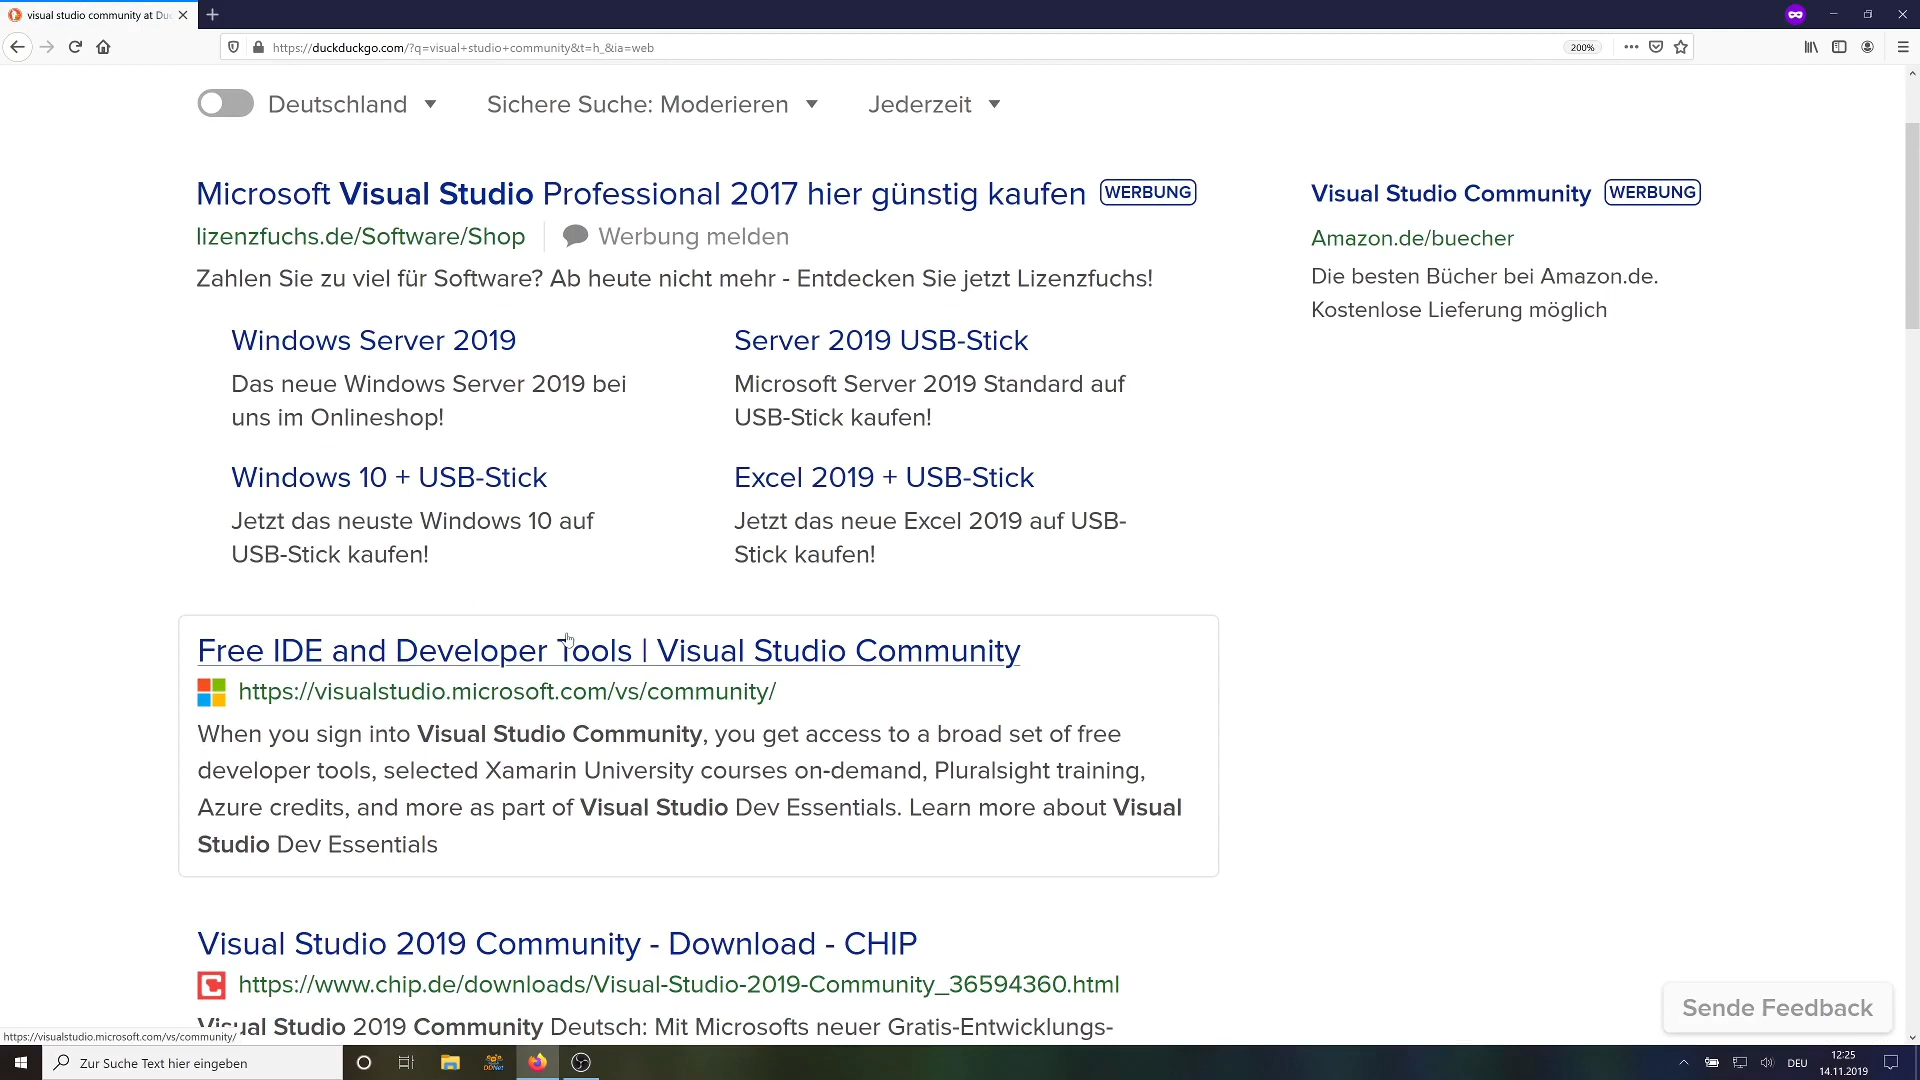 visual studio community at Du
https://duckduckgo.com/?q=visual+studio+community&t=h_&ia=web
200%
Deutschland
Sichere Suche: Moderieren
Jederzeit
Microsoft Visual Studio Professional 2017 hier günstig kaufen WERBUNG
lizenzfuchs.de/Software/Shop
Werbung melden
Zahlen Sie zu viel für Software? Ab heute nicht mehr - Entdecken Sie jetzt Lizenzfuchs!
Windows Server 2019
Das neue Windows Server 2019 bei
uns im Onlineshop!
Server 2019 USB-Stick
Microsoft Server 2019 Standard auf
USB-Stick kaufen!
Windows 10 + USB-Stick
Jetzt das neuste Windows 10 auf
USB-Stick kaufen!
Excel 2019 + USB-Stick
Jetzt das neue Excel 2019 auf USB-
Stick kaufen!
Visual Studio Community WERBUNG
Amazon.de/buecher
Die besten Bücher bei Amazon.de.
Kostenlose Lieferung möglich
Free IDE and Developer Tools | Visual Studio Community
https://visualstudio.microsoft.com/vs/community/
When you sign into Visual Studio Community, you get access to a broad set of free
developer tools, selected Xamarin University courses on-demand, Pluralsight training,
Azure credits, and more as part of Visual Studio Dev Essentials. Learn more about Visual
Studio Dev Essentials
Visual Studio 2019 Community - Download - CHIP
https://www.chip.de/downloads/Visual-Studio-2019-Community_36594360.html
Visual Studio 2019 Community Deutsch: Mit Microsofts neuer Gratis-Entwicklungs-
Sende Feedback
https://visualstudio.microsoft.com/vs/community/
Zur Suche Text hier eingeben
DDNet
DEU
12:25
14.11.2019